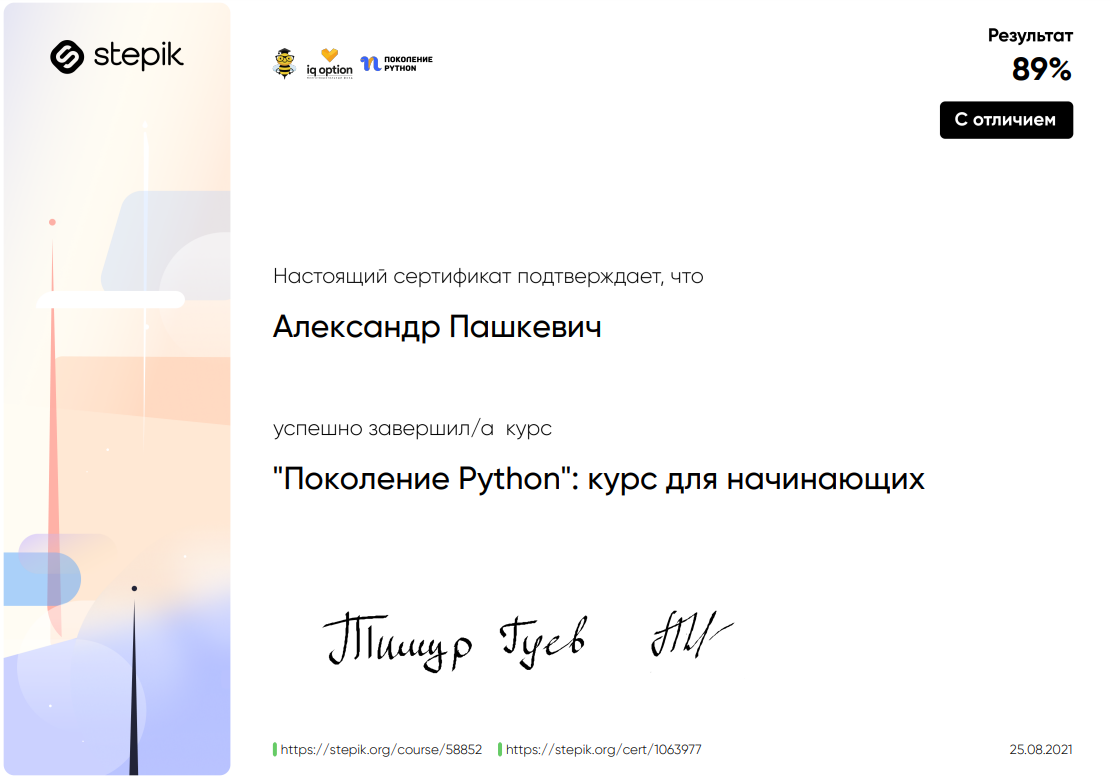 stepik
iq option
ПОКОЛЕНИЕ
PYTHON
Результат
89%
С отличием
Настоящий сертификат подтверждает, что
Александр Пашкевич
успешно завершил/а курс
"Поколение Python": курс для начинающих
Тимур Гуев
https://stepik.org/course/58852 https://stepik.org/cert/1063977 25.08.2021